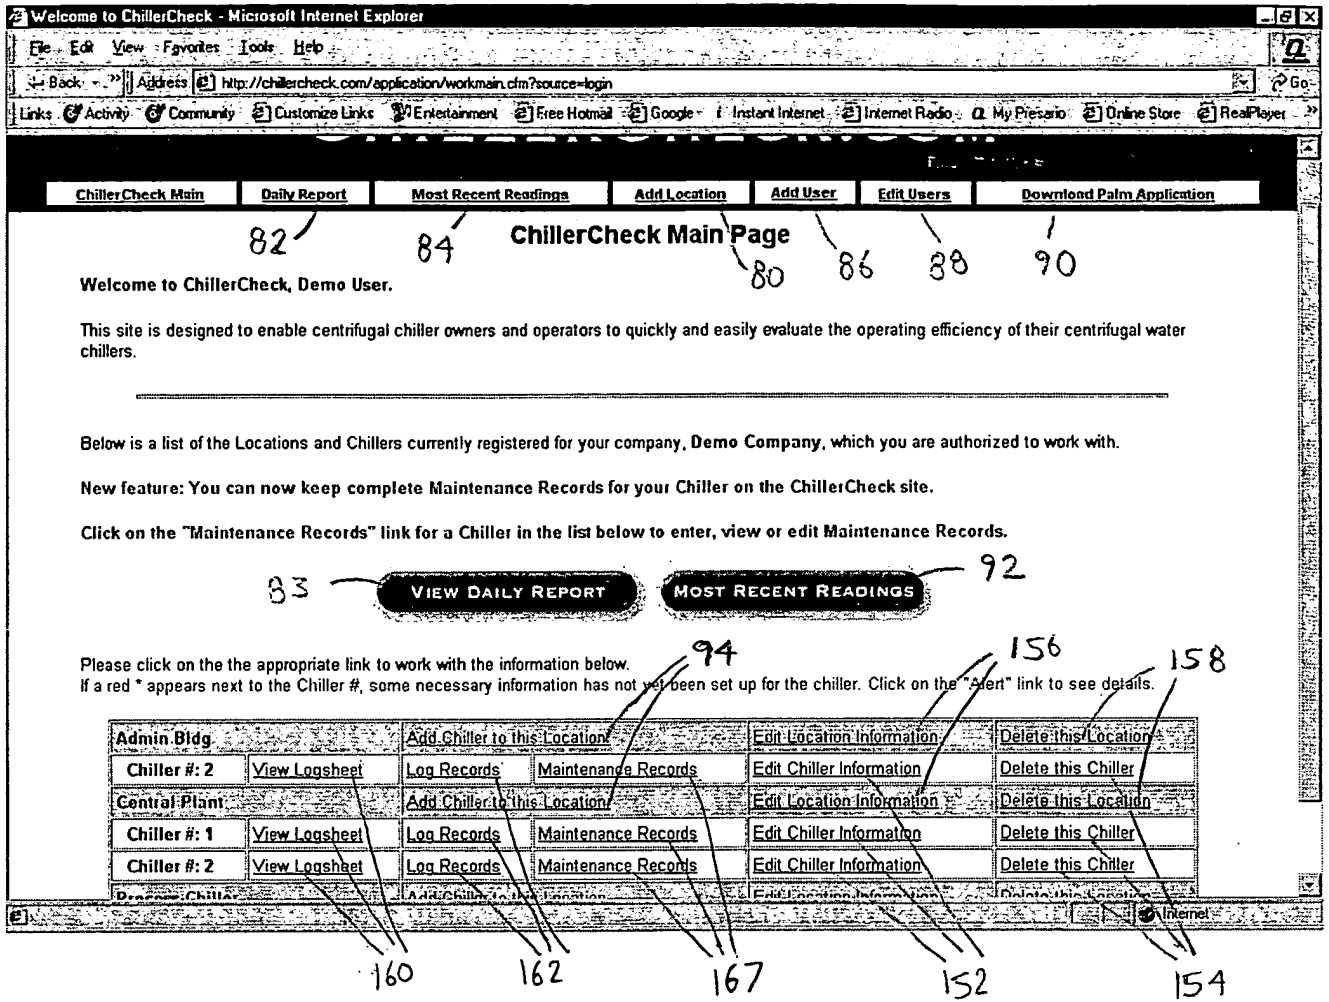 Welcome to ChillerCheck - Microsoft Internet Explorer
File Edit View Favorites Tools Help
Back Address http://chillercheck.com/application/workmain.cfm?source=login Go
Links Activity Community Customize Links Entertainment Free Hotmail Google Instant Internet Internet Radio My Presario Online Store RealPlayer
ChillerCheck Main Daily Report Most Recent Readings Add Location Add User Edit Users Download Palm Application
82 84 80 86 88 90
ChillerCheck Main Page
Welcome to ChillerCheck, Demo User.
This site is designed to enable centrifugal chiller owners and operators to quickly and easily evaluate the operating efficiency of their centrifugal water
chillers.
Below is a list of the Locations and Chillers currently registered for your company, Demo Company, which you are authorized to work with.
New feature: You can now keep complete Maintenance Records for your Chiller on the ChillerCheck site.
Click on the "Maintenance Records" link for a Chiller in the list below to enter, view or edit Maintenance Records.
83 VIEW DAILY REPORT MOST RECENT READINGS 92
94 156 158
Please click on the the appropriate link to work with the information below.
If a red * appears next to the Chiller #, some necessary information has not yet been set up for the chiller. Click on the "Alert" link to see details.
Admin Bldg Add Chiller to this Location Edit Location Information Delete this Location
Chiller #: 2 View Logsheet Log Records Maintenance Records Edit Chiller Information Delete this Chiller
Central Plant Add Chiller to this Location Edit Location Information Delete this Location
Chiller #: 1 View Logsheet Log Records Maintenance Records Edit Chiller Information Delete this Chiller
Chiller #: 2 View Logsheet Log Records Maintenance Records Edit Chiller Information Delete this Chiller
Process Chiller Add Chiller to this Location Edit Location Information Delete this Location
Internet
160 162 167 152 154